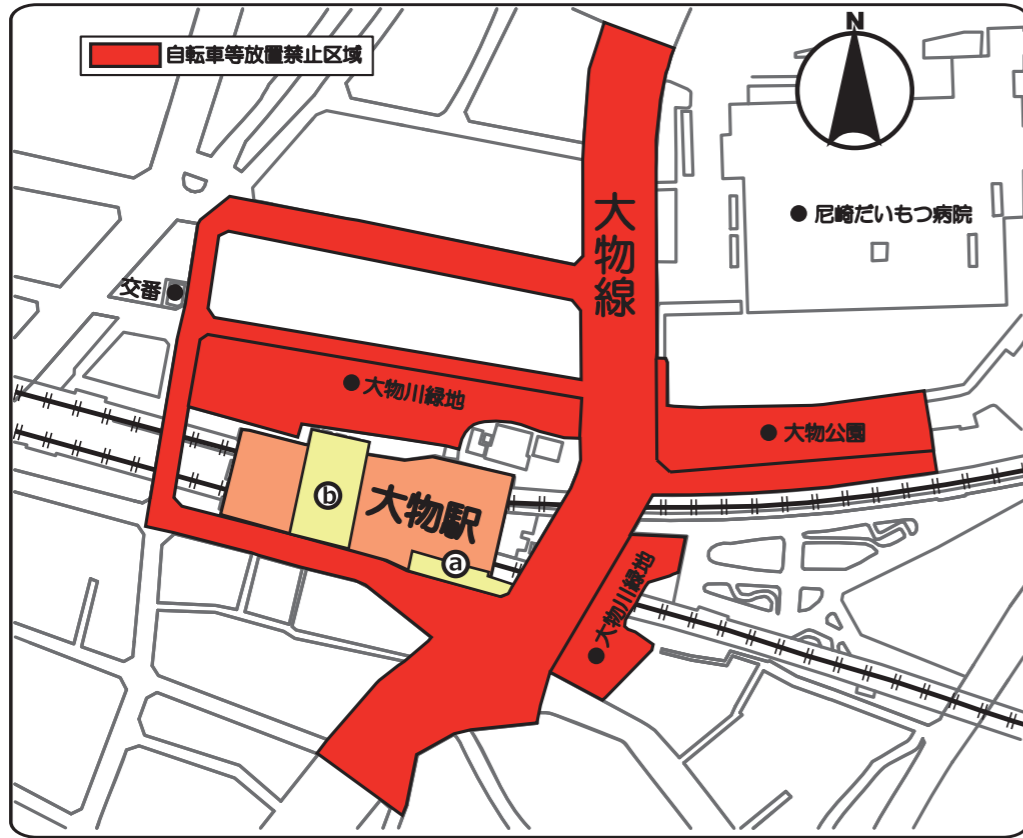 自転車等放置禁止区域
N
大物線
尼崎だいもつ病院
交番
大物川緑地
大物公園
ⓑ
大物駅
ⓐ
大物川緑地